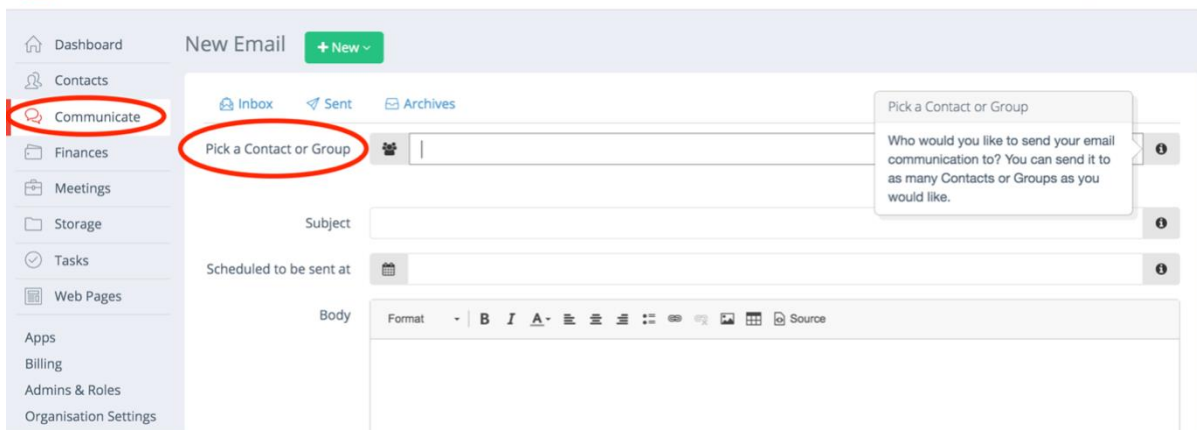 Dashboard
Contacts
Communicate
Finances
Meetings
Storage
Tasks
Web Pages
Apps
Billing
Admins & Roles
Organisation Settings
New Email
+ New
Inbox Sent Archives
Pick a Contact or Group
Pick a Contact or Group
Who would you like to send your email
communication to? You can send it to
as many Contacts or Groups as you
would like.
Subject
Scheduled to be sent at
Body
Format B I A Source